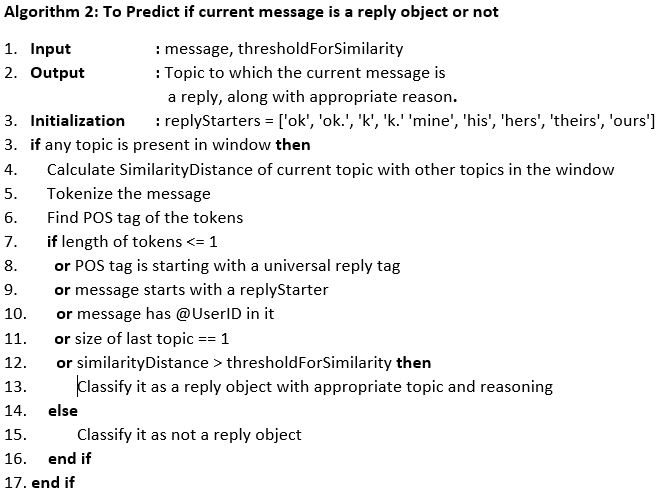 Algorithm 2: To Predict if current message is a reply object or not
1. Input : message, thresholdForSimilarity
2. Output : Topic to which the current message is
a reply, along with appropriate reason.
3. Initialization : replyStarters = ['ok', 'ok.', 'k', 'k.' 'mine', 'his', 'hers', 'theirs', 'ours']
3. if any topic is present in window then
4. Calculate SimilarityDistance of current topic with other topics in the window
5. Tokenize the message
6. Find POS tag of the tokens
7. if length of tokens <= 1
8. or POS tag is starting with a universal reply tag
9. or message starts with a replyStarter
10. or message has @UserID in it
11. or size of last topic == 1
12. or similarityDistance > thresholdForSimilarity then
13. Classify it as a reply object with appropriate topic and reasoning
14. else
15. Classify it as not a reply object
16. end if
17. end if